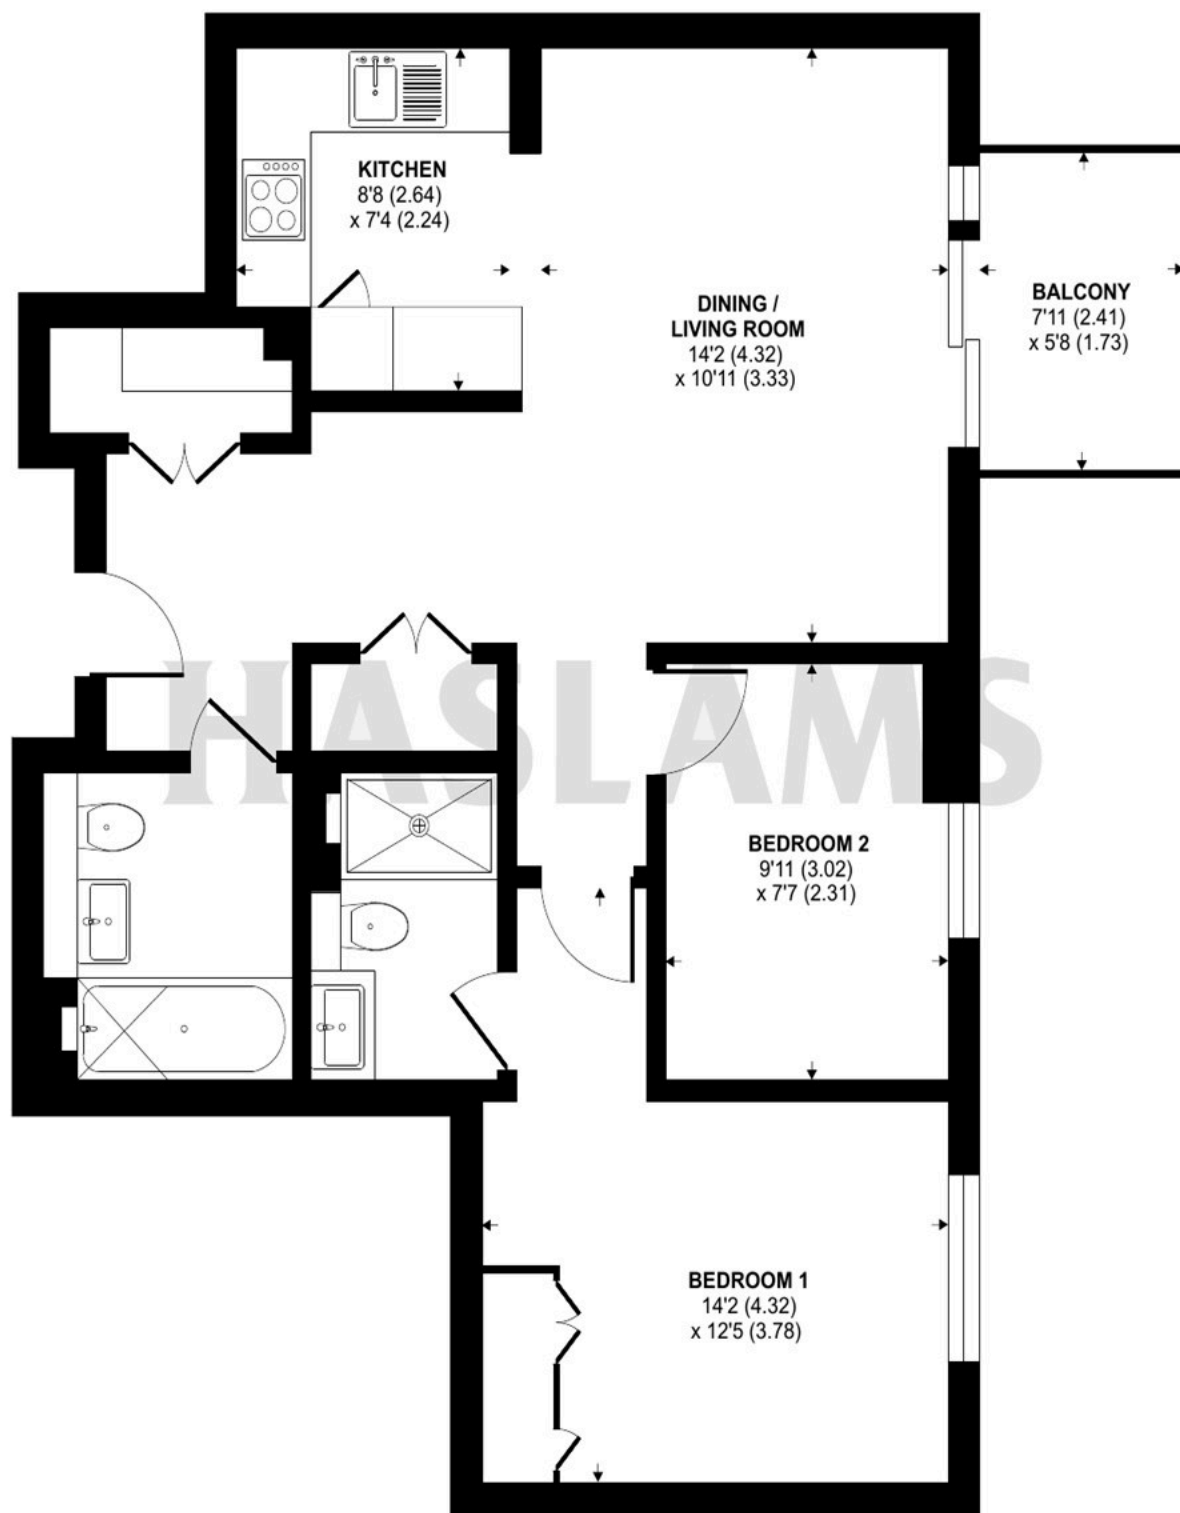 KITCHEN
8'8 (2.64)
x 7'4 (2.24)
DINING /
LIVING ROOM
14'2 (4.32)
x 10'11 (3.33)
BALCONY
7'11 (2.41)
x 5'8 (1.73)
HASLAMS
BEDROOM 2
9'11 (3.02)
x 7'7 (2.31)
BEDROOM 1
14'2 (4.32)
x 12'5 (3.78)